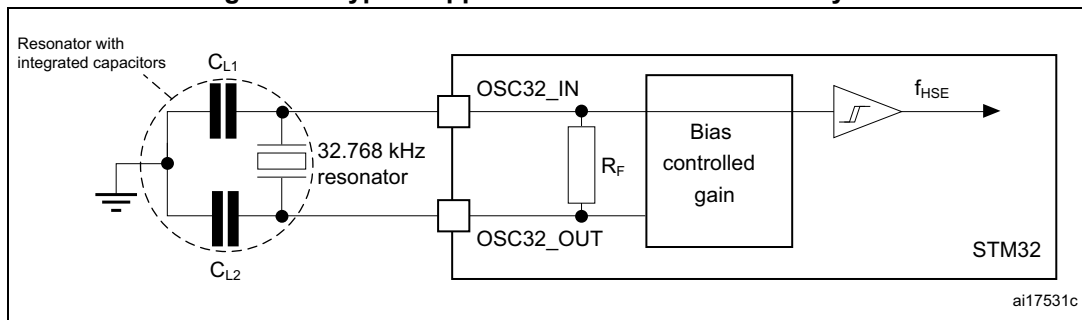 Resonator with
integrated capacitors
CL1
OSC32_IN
fHSE
32.768 kHz
resonator
RF
Bias
controlled
gain
OSC32_OUT
STM32
CL2
ai17531c